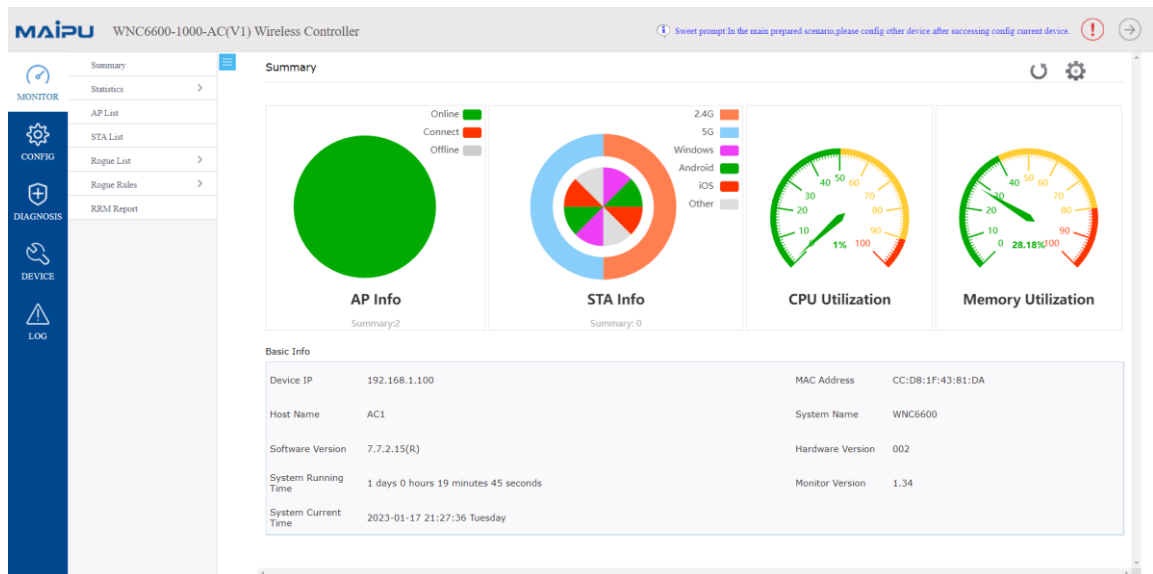 MAIPU WNC6600-1000-AC(V1) Wireless Controller
Sweet prompt:In the main prepared scenario,please config other device after successing config current device.
MONITOR
CONFIG
DIAGNOSIS
DEVICE
LOG
Summary
Statistics
AP List
STA List
Rogue List
Rogue Rules
RRM Report
Summary
Online
Connect
Offline
AP Info
Summary:2
2.4G
5G
Windows
Android
iOS
Other
STA Info
Summary: 0
0 10 20 30 40 50 60 70 80 90 100
1%
CPU Utilization
0 10 20 30 40 50 60 70 80 90 100
28.18%
Memory Utilization
Basic Info
Device IP 192.168.1.100 MAC Address CC:D8:1F:43:81:DA
Host Name AC1 System Name WNC6600
Software Version 7.7.2.15(R) Hardware Version 002
System Running
Time 1 days 0 hours 19 minutes 45 seconds Monitor Version 1.34
System Current
Time 2023-01-17 21:27:36 Tuesday